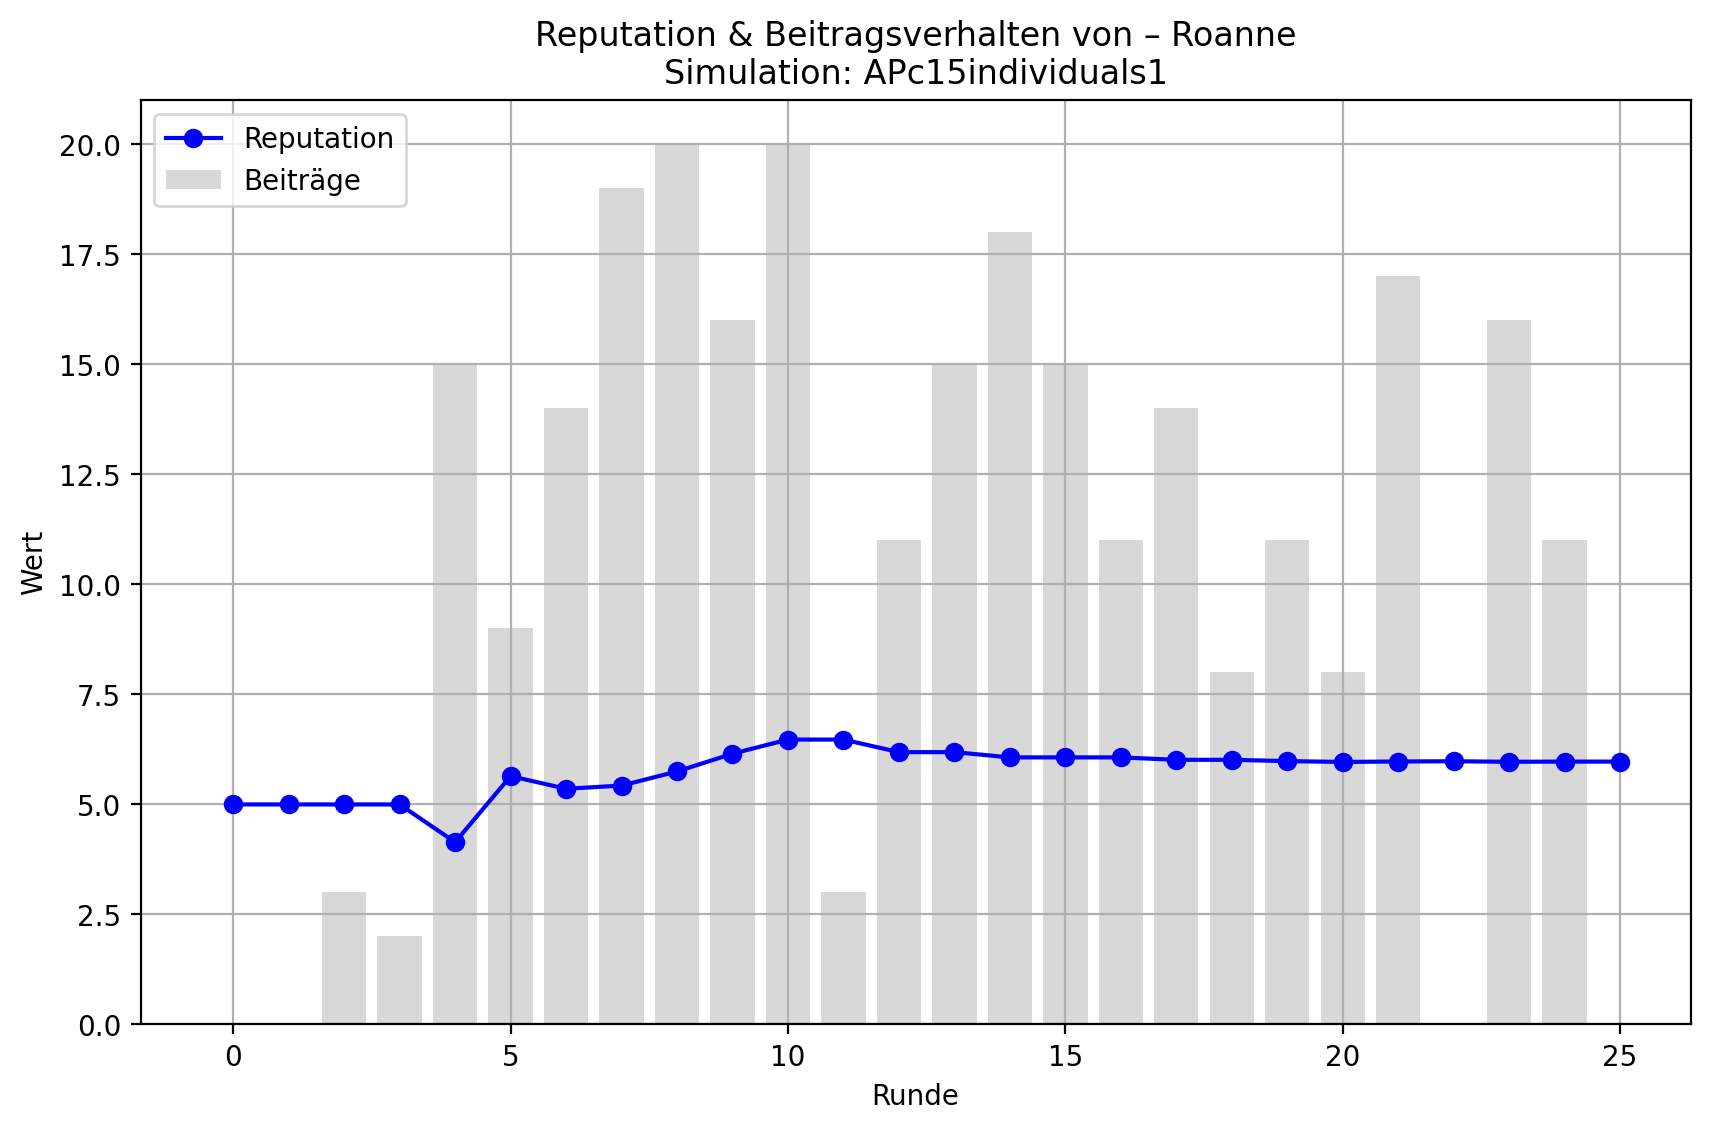 Reputation & Beitragsverhalten von – Roanne
Simulation: APc15individuals1
Reputation
Beiträge
20.0
17.5
15.0
12.5
10.0
7.5
5.0
2.5
0.0
Wert
0 5 10 15 20 25
Runde